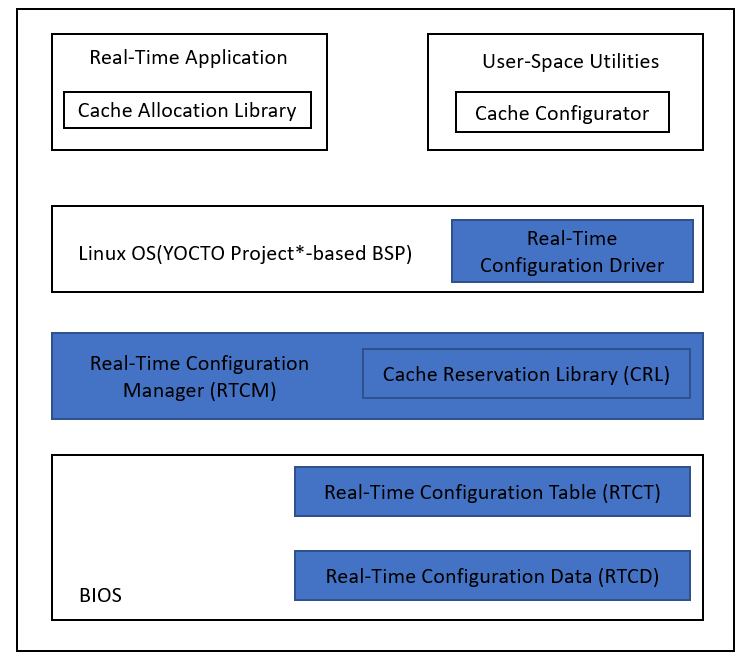 Real-Time Application
Cache Allocation Library
User-Space Utilities
Cache Configurator
Linux OS(YOCTO Project*-based BSP)
Real-Time
Configuration Driver
Real-Time Configuration
Manager (RTCM)
Cache Reservation Library (CRL)
Real-Time Configuration Table (RTCT)
Real-Time Configuration Data (RTCD)
BIOS